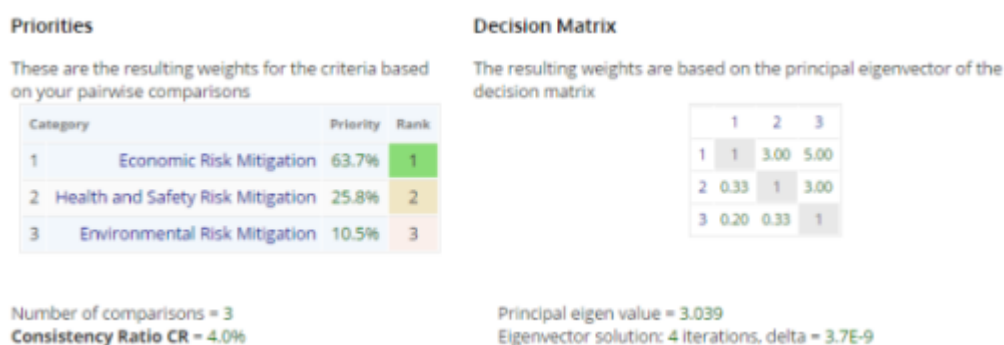 Priorities
These are the resulting weights for the criteria based
on your pairwise comparisons
Category Priority Rank
1 Economic Risk Mitigation 63.7% 1
2 Health and Safety Risk Mitigation 25.8% 2
3 Environmental Risk Mitigation 10.5% 3
Number of comparisons = 3
Consistency Ratio CR = 4.0%
Decision Matrix
The resulting weights are based on the principal eigenvector of the
decision matrix
1 2 3
1 1 3.00 5.00
2 0.33 1 3.00
3 0.20 0.33 1
Principal eigen value = 3.039
Eigenvector solution: 4 iterations, delta = 3.7E-9